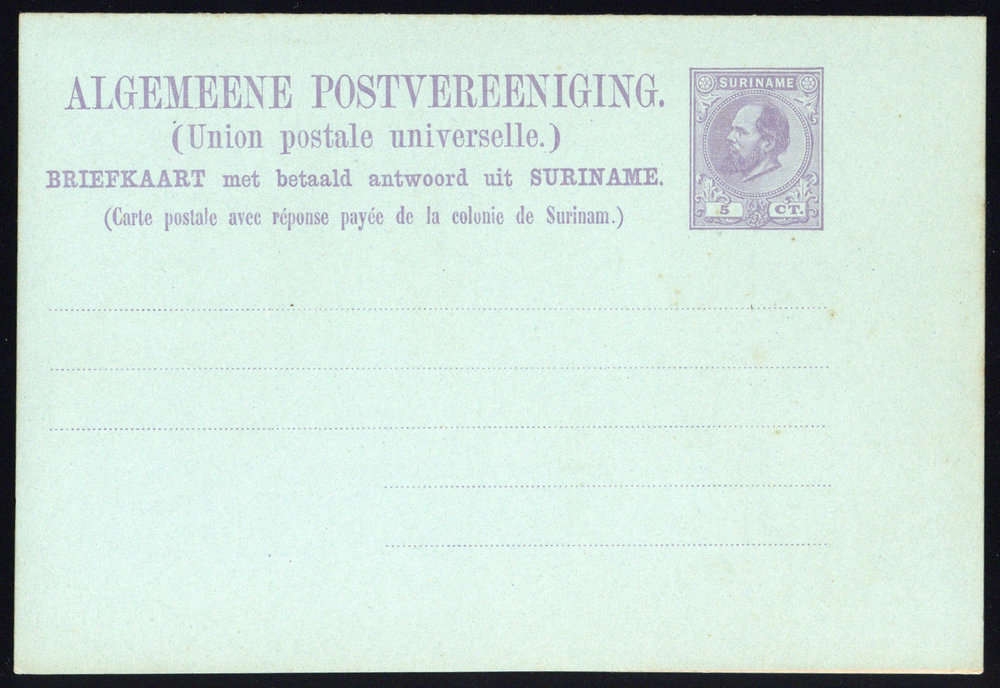 ALGEMEENE POSTVEREENIGING.
(Union postale universelle.)
BRIEFKAART met betaald antwoord uit SURINAME.
(Carte postale avec réponse payée de la colonie de Surinam.)
SURINAME
5 CT.